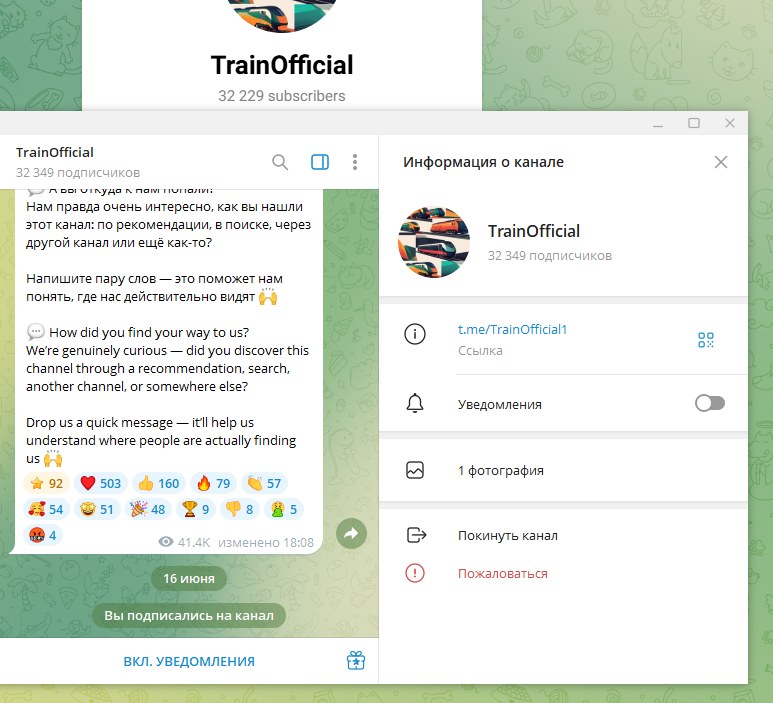 TrainOfficial
32 229 subscribers
TrainOfficial
32 349 подписчиков
А вы откуда к нам попали?
Нам правда очень интересно, как вы нашли
этот канал: по рекомендации, в поиске, через
другой канал или ещё как-то?
Напишите пару слов — это поможет нам
понять, где нас действительно видят 🙌
💬 How did you find your way to us?
We’re genuinely curious — did you discover this
channel through a recommendation, search,
another channel, or somewhere else?
Drop us a quick message — it’ll help us
understand where people are actually finding
us 🙌
⭐ 92 ❤️ 503 👍 160 🔥 79 👏 57
🥰 54 🤩 51 🎉 48 🏆 9 👎 8 🤮 5
🤬 4
41.4K изменено 18:08
16 июня
Вы подписались на канал
ВКЛ. УВЕДОМЛЕНИЯ
Информация о канале
TrainOfficial
32 349 подписчиков
t.me/TrainOfficial1
Ссылка
Уведомления
1 фотография
Покинуть канал
Пожаловаться